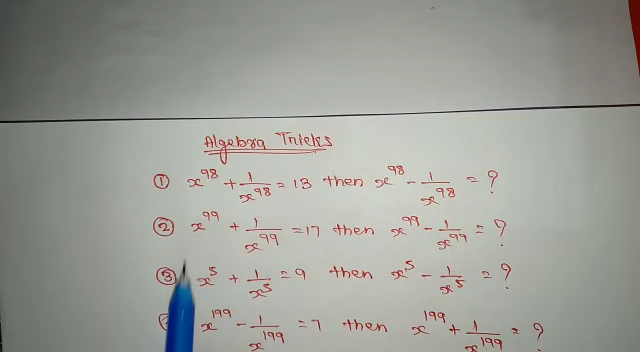 Algebra Tricks
① x^98 + 1/x^98 = 13 then x^98 - 1/x^98 = ?
② x^99 + 1/x^99 = 17 then x^99 - 1/x^99 = ?
③ x^5 + 1/x^5 = 9 then x^5 - 1/x^5 = ?
x^199 - 1/x^199 = 7 then x^199 + 1/x^199 = ?